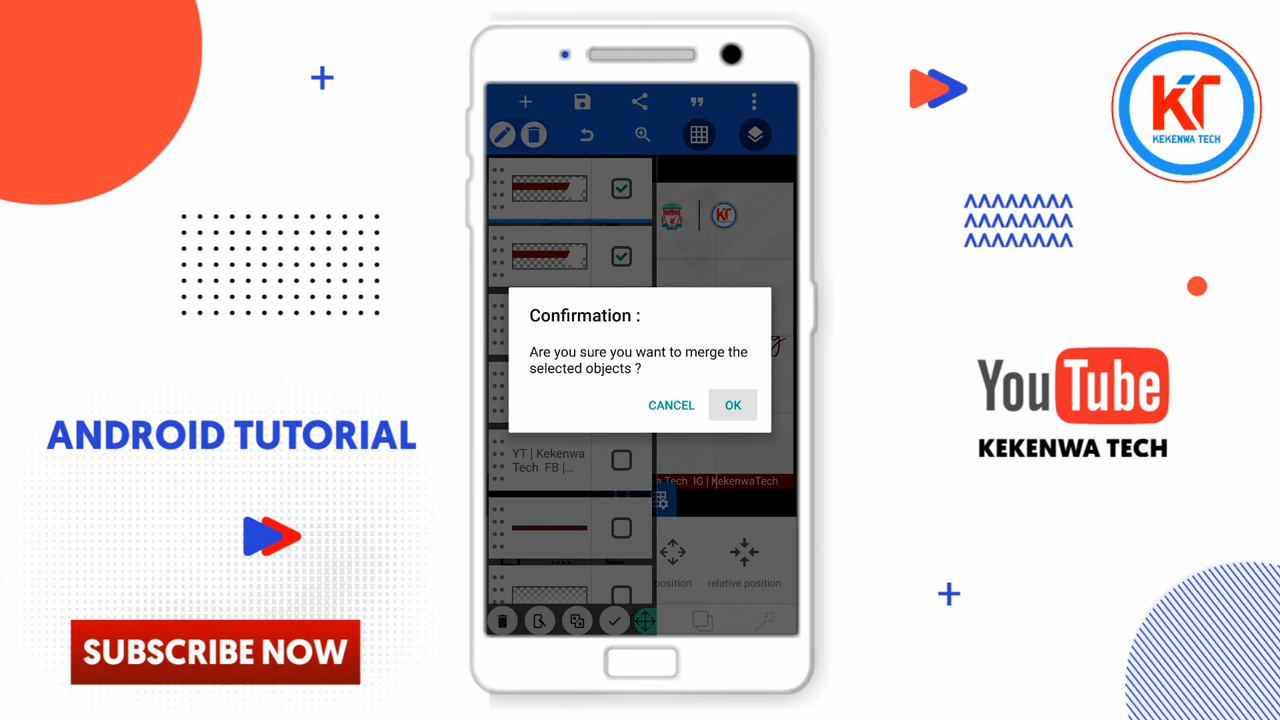 KT
KEKENWA TECH
Confirmation :
Are you sure you want to merge the
selected objects ?
CANCEL
OK
YT | Kekenwa
Tech FB |...
a Tech IG | KekenwaTech
position
relative position
ANDROID TUTORIAL
SUBSCRIBE NOW
YouTube
KEKENWA TECH